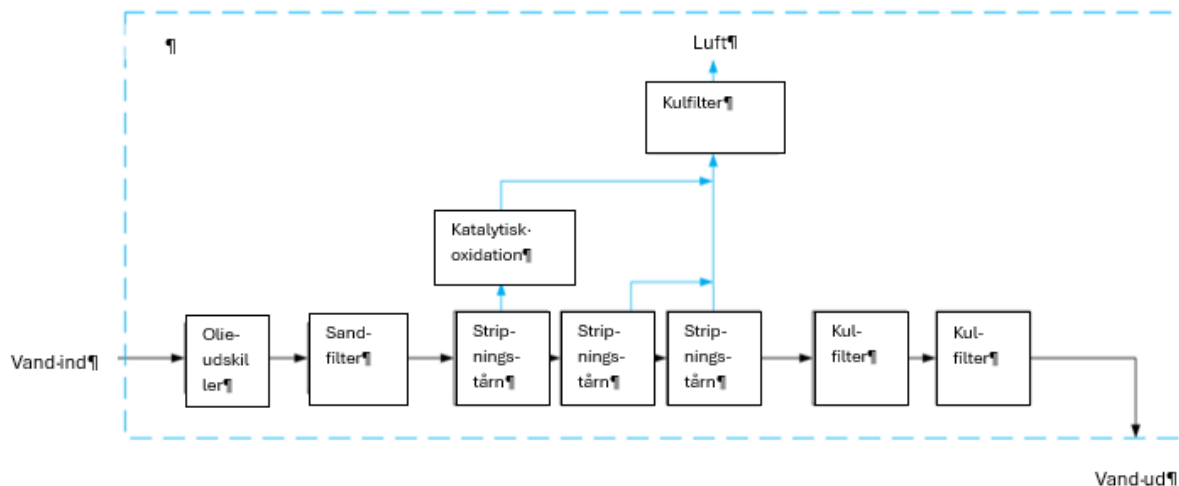 ¶
Luft¶
Kulfilter¶
Katalytisk·
oxidation¶
Vand·ind¶
Olie-
udskil
ler¶
Sand-
filter¶
Strip-
nings-
tårn¶
Strip-
nings-
tårn¶
Strip-
nings-
tårn¶
Kul-
filter¶
Kul-
filter¶
Vand·ud¶